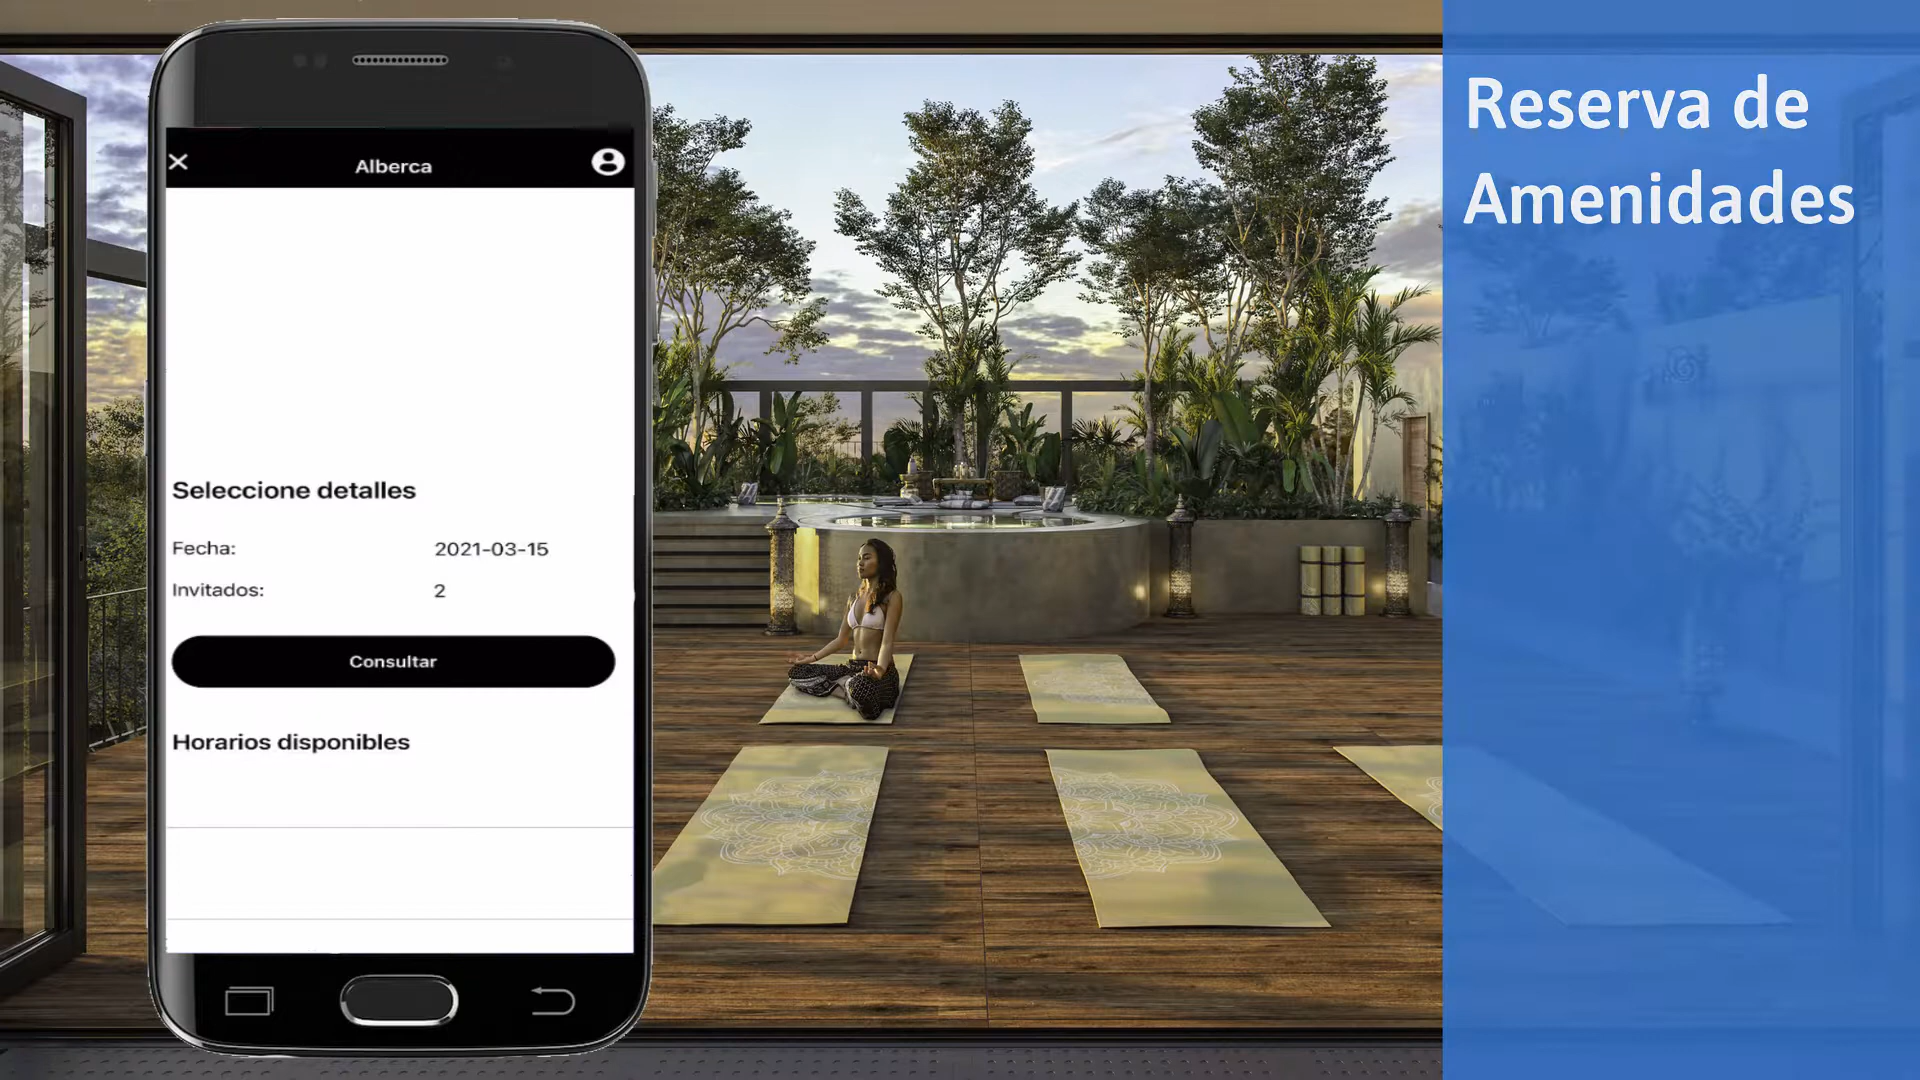 Alberca
Seleccione detalles
Fecha: 2021-03-15
Invitados: 2
Consultar
Horarios disponibles
Reserva de
Amenidades